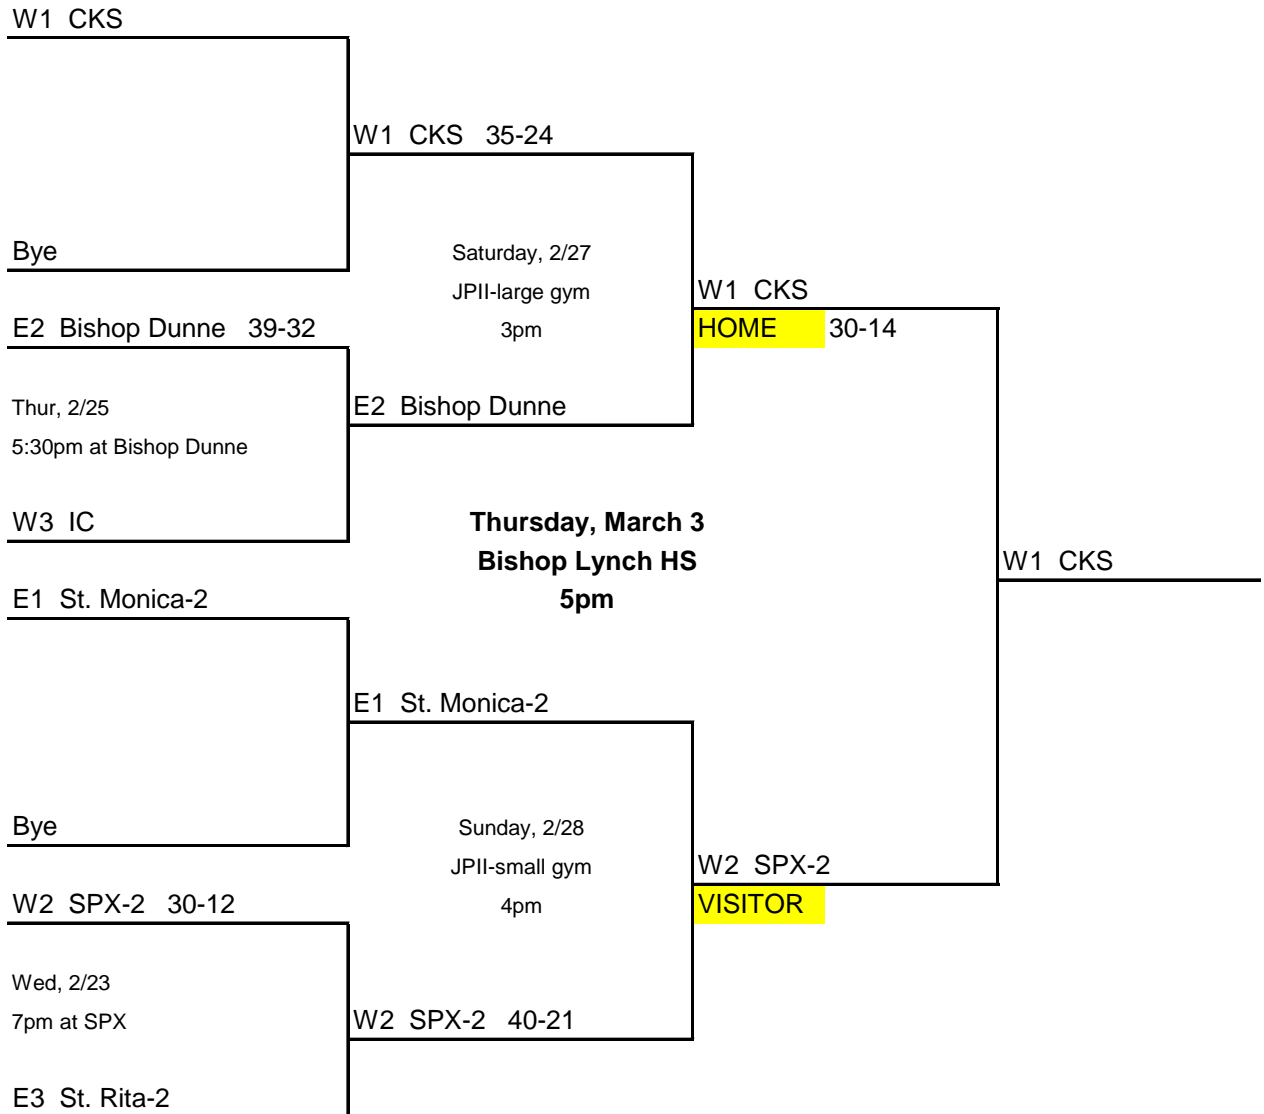 W1 CKS
W1 CKS 35-24
Bye
Saturday, 2/27
JPII-large gym
W1 CKS
E2 Bishop Dunne 39-32
3pm
HOME 30-14
Thur, 2/25
E2 Bishop Dunne
5:30pm at Bishop Dunne
W3 IC
Thursday, March 3
Bishop Lynch HS
W1 CKS
E1 St. Monica-2
5pm
E1 St. Monica-2
Bye
Sunday, 2/28
JPII-small gym
W2 SPX-2
W2 SPX-2 30-12
4pm
VISITOR
Wed, 2/23
7pm at SPX
W2 SPX-2 40-21
E3 St. Rita-2